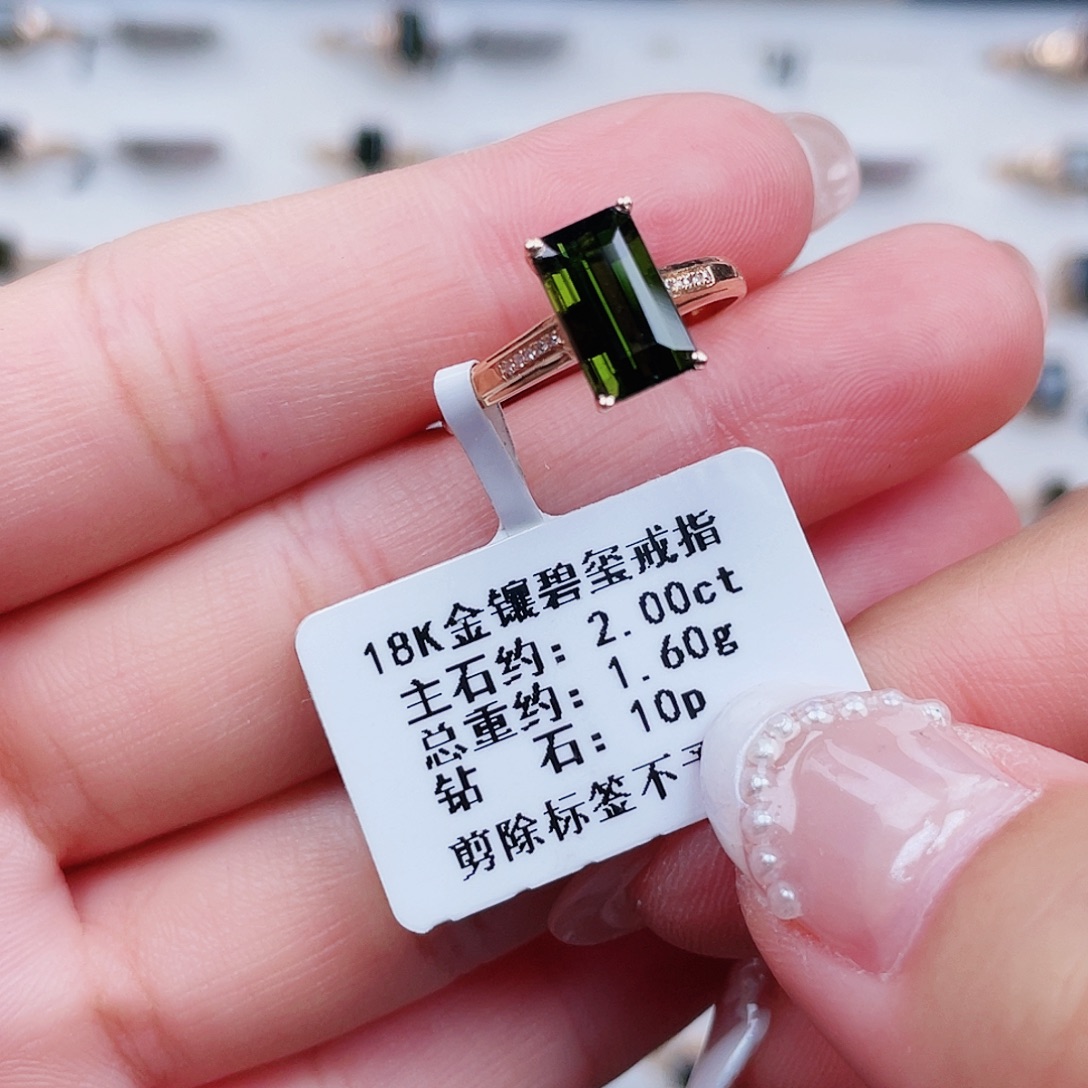 18K金镶碧玺戒指
主石约: 2.00ct
总重约: 1.60g
钻 石: 10p
剪除标签不